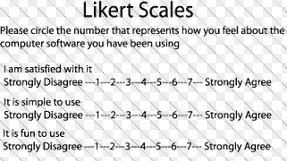 Likert Scales
Please circle the number that represents how you feel about the
computer software you have been using
I am satisfied with it
Strongly Disagree ---1---2---3---4---5---6---7--- Strongly Agree
It is simple to use
Strongly Disagree ---1---2---3---4---5---6---7--- Strongly Agree
It is fun to use
Strongly Disagree ---1---2---3---4---5---6---7--- Strongly Agree